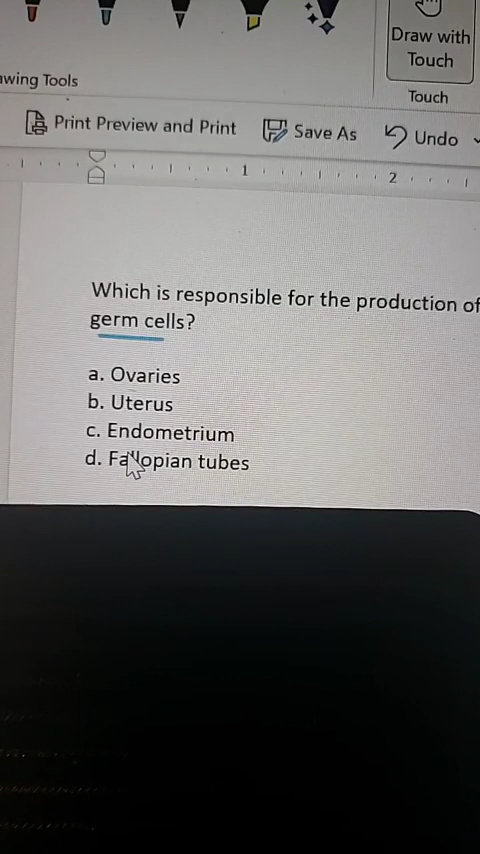 Draw with
Touch
awing Tools
Touch
Print Preview and Print
Save As
Undo
1
2
Which is responsible for the production of
germ cells?
a. Ovaries
b. Uterus
c. Endometrium
d. Fallopian tubes